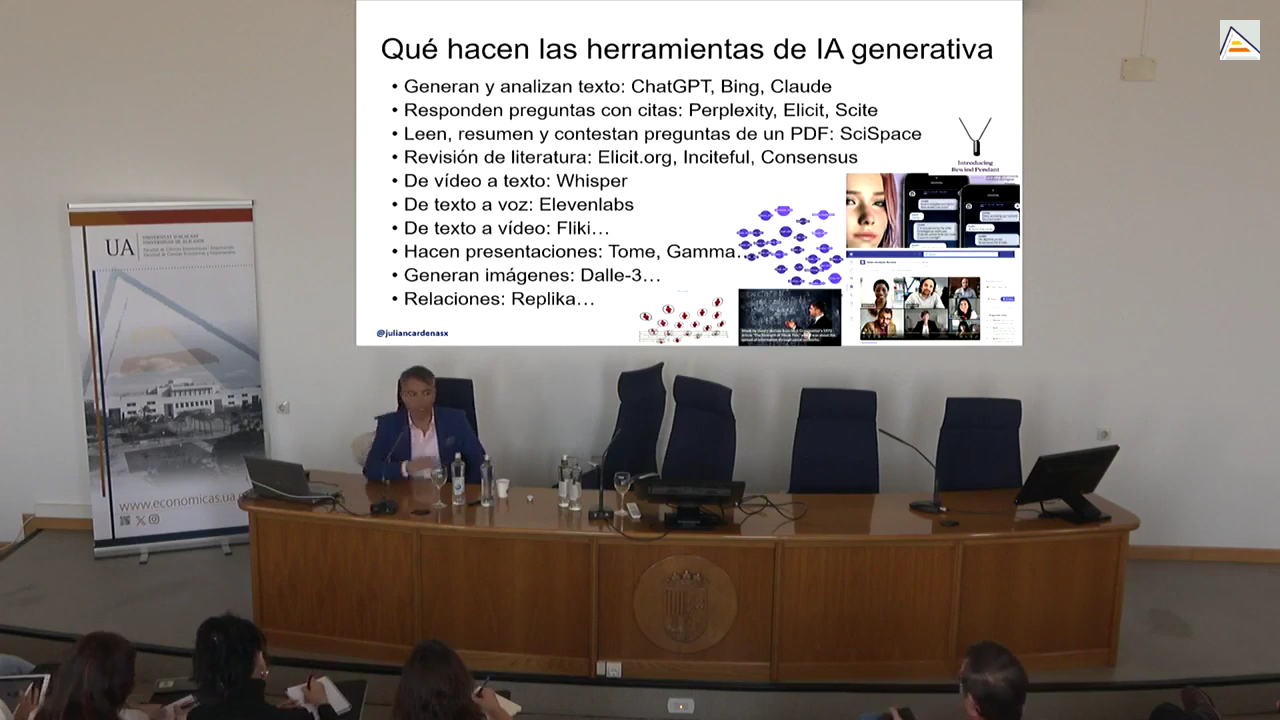 Qué hacen las herramientas de IA generativa
• Generan y analizan texto: ChatGPT, Bing, Claude
• Responden preguntas con citas: Perplexity, Elicit, Scite
• Leen, resumen y contestan preguntas de un PDF: SciSpace
• Revisión de literatura: Elicit.org, Inciteful, Consensus
• De vídeo a texto: Whisper
• De texto a voz: Elevenlabs
• De texto a vídeo: Fliki…
• Hacen presentaciones: Tome, Gamma…
• Generan imágenes: Dalle-3…
• Relaciones: Replika…
@juliancardenasx
Introducing
Rewind Pendant
UA
www.economicas.ua